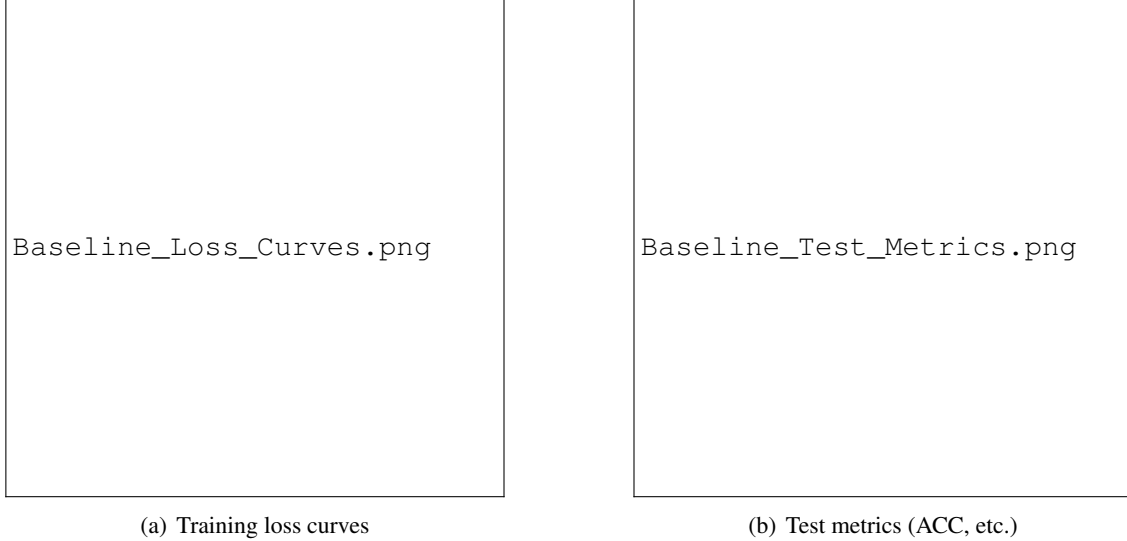 Baseline_Loss_Curves.png
Baseline_Test_Metrics.png
(a) Training loss curves
(b) Test metrics (ACC, etc.)